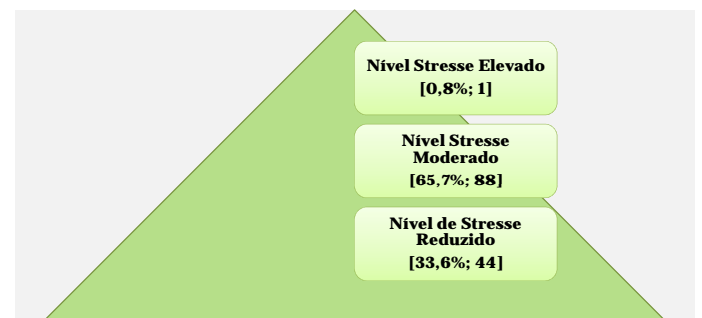 Nível Stresse Elevado
[0,8%; 1]
Nível Stresse
Moderado
[65,7%; 88]
Nível de Stresse
Reduzido
[33,6%; 44]